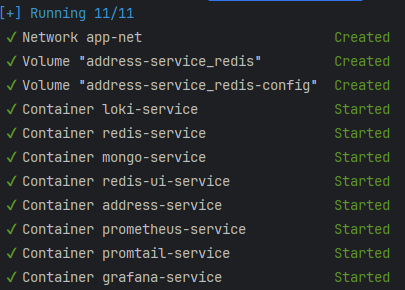 [+] Running 11/11
✓ Network app-net Created
✓ Volume "address-service_redis" Created
✓ Volume "address-service_redis-config" Created
✓ Container loki-service Started
✓ Container redis-service Started
✓ Container mongo-service Started
✓ Container redis-ui-service Started
✓ Container address-service Started
✓ Container prometheus-service Started
✓ Container promtail-service Started
✓ Container grafana-service Started